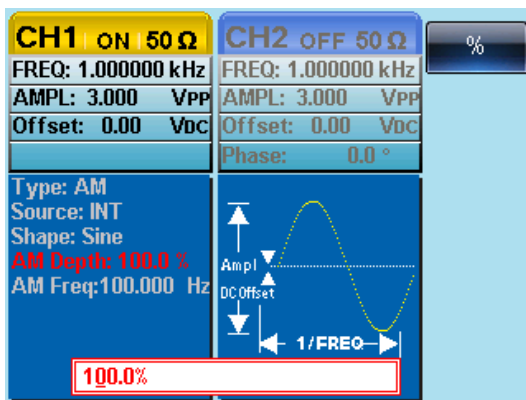 CH1 ON 50 Ω
FREQ: 1.000000 kHz
AMPL: 3.000 VPP
Offset: 0.00 VDC
CH2 OFF 50 Ω
FREQ: 1.000000 kHz
AMPL: 3.000 VPP
Offset: 0.00 VDC
Phase: 0.0 °
%
Type: AM
Source: INT
Shape: Sine
AM Depth: 100.0 %
AM Freq:100.000 Hz
Ampl
DC Offset
1/FREQ
100.0%